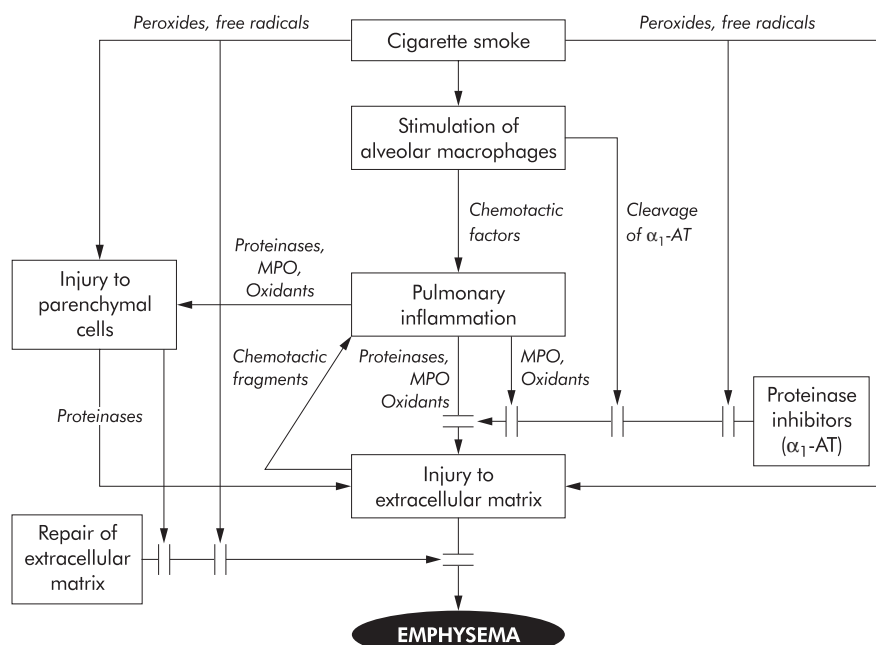 Peroxides, free radicals
Cigarette smoke
Peroxides, free radicals
Stimulation of
alveolar macrophages
Chemotactic
factors
Cleavage
of α₁-AT
Proteinases,
MPO,
Oxidants
Injury to
parenchymal
cells
Pulmonary
inflammation
Chemotactic
fragments
Proteinases,
MPO
Oxidants
MPO,
Oxidants
Proteinase
inhibitors
(α₁-AT)
Proteinases
Injury to
extracellular matrix
Repair of
extracellular
matrix
EMPHYSEMA